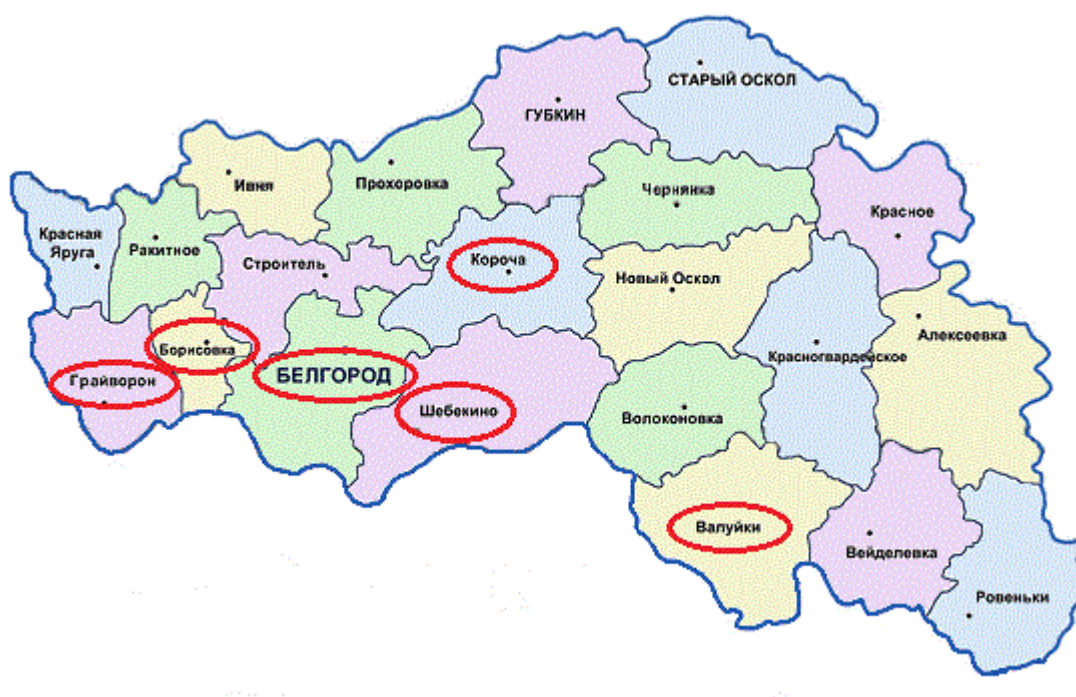 СТАРЫЙ ОСКОЛ
ГУБКИН
Ивня
Прохоровка
Чернянка
Красное
Красная
Яруга
Ракитное
Строитель
Короча
Новый Оскол
Борисовка
Алексеевка
Красногвардейское
Грайворон
БЕЛГОРОД
Шебекино
Волоконовка
Валуйки
Вейделевка
Ровеньки